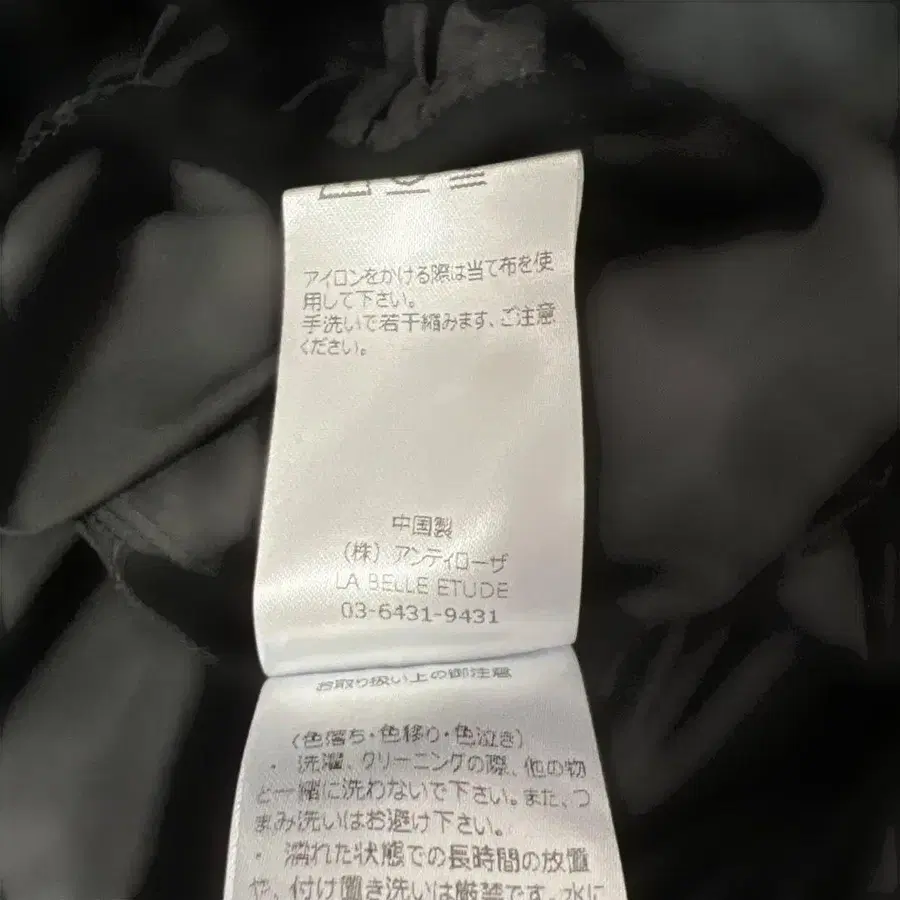 アイロンをかける際は当て布を使
用して下さい。
手洗いで若干縮みます、ご注意
ください。
中国製
（株）アンティローザ
LA BELLE ETUDE
03-6431-9431
お取り扱い上の御注意
（色落ち・色移り・色泣き）
・ 洗濯、クリーニングの際、他の物
と一緒に洗わないで下さい。また、つ
まみ洗いはお避け下さい。
・ 濡れた状態での長時間の放置
や、付け置き洗いは厳禁です。水に